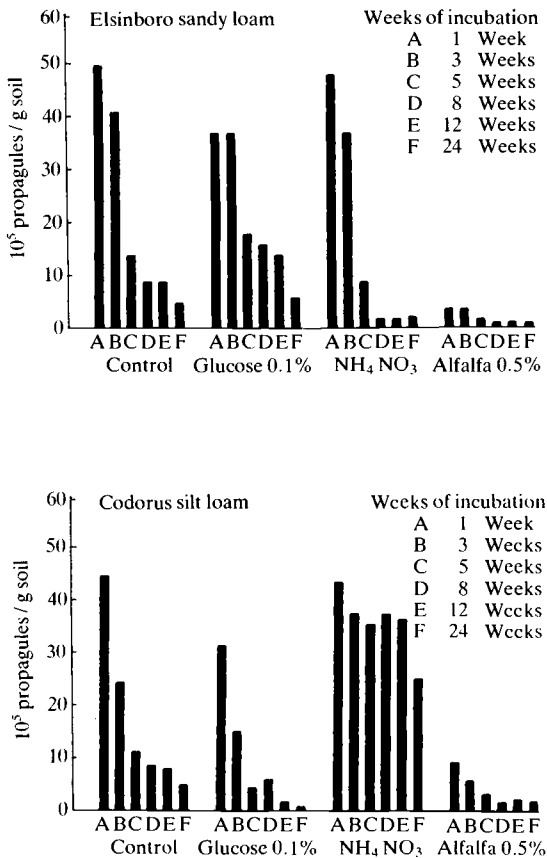 Elsinboro sandy loam
Weeks of incubation
A 1 Week
B 3 Weeks
C 5 Weeks
D 8 Weeks
E 12 Weeks
F 24 Weeks
10⁵ propagules / g soil
60
50
40
30
20
10
0
ABCDEF ABCDEF ABCDEF ABCDEF
Control Glucose 0.1% NH₄ NO₃ Alfalfa 0.5%
Codorus silt loam
Weeks of incubation
A 1 Week
B 3 Weeks
C 5 Weeks
D 8 Weeks
E 12 Weeks
F 24 Weeks
10⁵ propagules / g soil
60
50
40
30
20
10
0
ABCDEF ABCDEF ABCDEF ABCDEF
Control Glucose 0.1% NH₄ NO₃ Alfalfa 0.5%